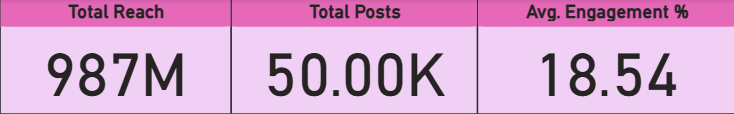 Total Reach Total Posts Avg. Engagement %
987M 50.00K 18.54